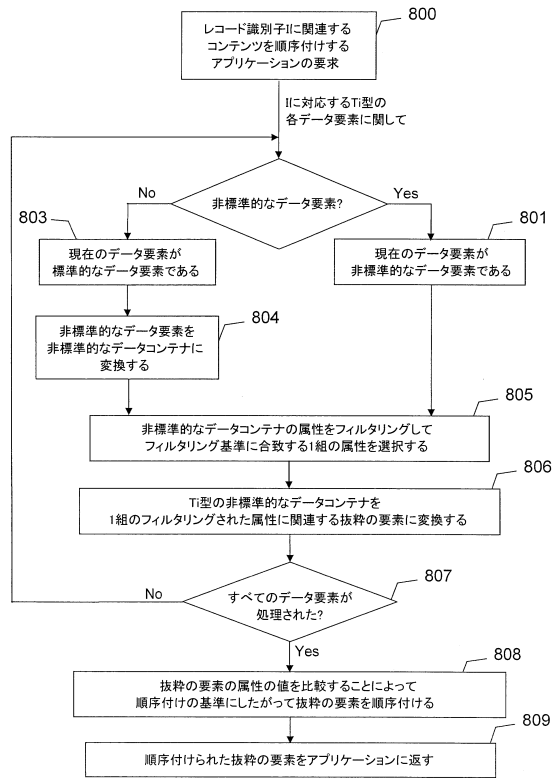 800
レコード識別子Iに関連する
コンテンツを順序付けする
アプリケーションの要求
Iに対応するTi型の
各データ要素に関して
非標準的なデータ要素?
No
Yes
803
現在のデータ要素が
標準的なデータ要素である
801
現在のデータ要素が
非標準的なデータ要素である
804
非標準的なデータ要素を
非標準的なデータコンテナに
変換する
805
非標準的なデータコンテナの属性をフィルタリングして
フィルタリング基準に合致する1組の属性を選択する
806
Ti型の非標準的なデータコンテナを
1組のフィルタリングされた属性に関連する抜粋の要素に変換する
807
すべてのデータ要素が
処理された?
No
Yes
808
抜粋の要素の属性の値を比較することによって
順序付けの基準にしたがって抜粋の要素を順序付ける
809
順序付けられた抜粋の要素をアプリケーションに返す